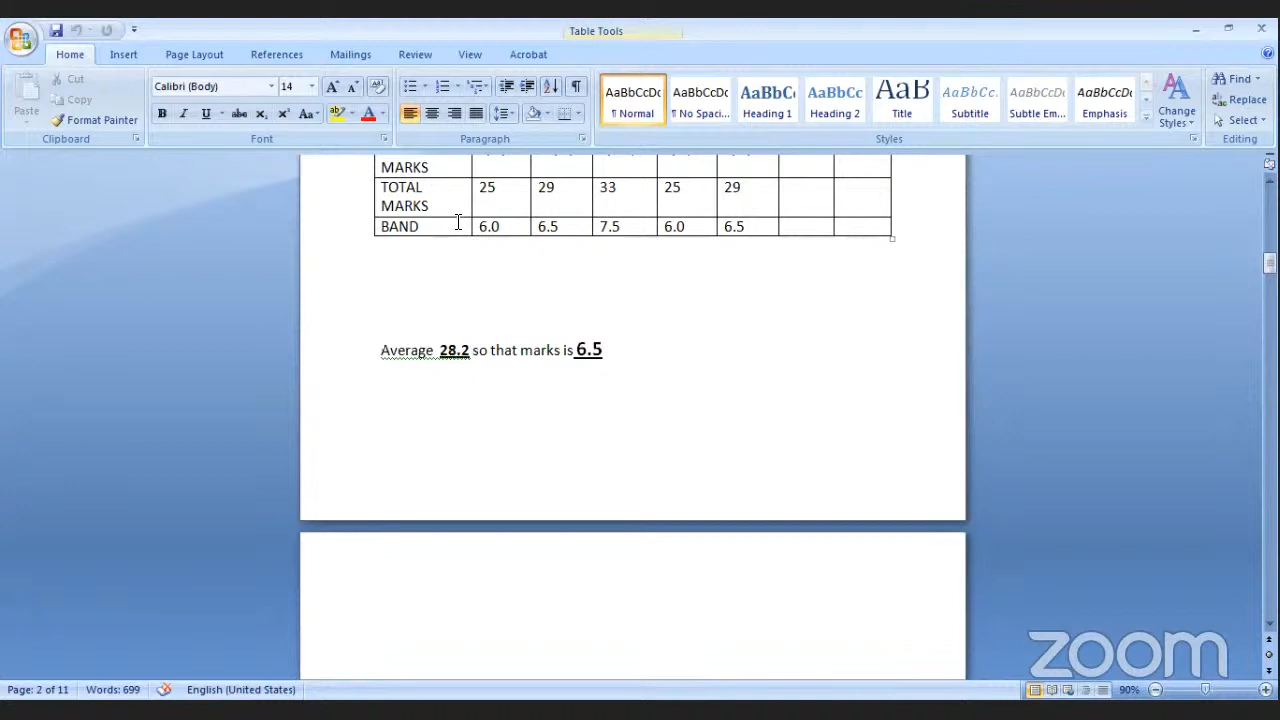 Table Tools
Home Insert Page Layout References Mailings Review View Acrobat
Paste
Cut
Copy
Format Painter
Clipboard
Calibri (Body) 14
Font
Paragraph
AaBbCcDc AaBbCcDc AaBbC AaBbCc AaB AaBbCc. AaBbCcDc AaBbCcDc
¶ Normal ¶ No Spaci... Heading 1 Heading 2 Title Subtitle Subtle Em... Emphasis
Change
Styles
Styles
Find
Replace
Select
Editing
MARKS
TOTAL MARKS 25 29 33 25 29
BAND 6.0 6.5 7.5 6.0 6.5
Average 28.2 so that marks is 6.5
zoom
Page: 2 of 11 Words: 699 English (United States) 90%